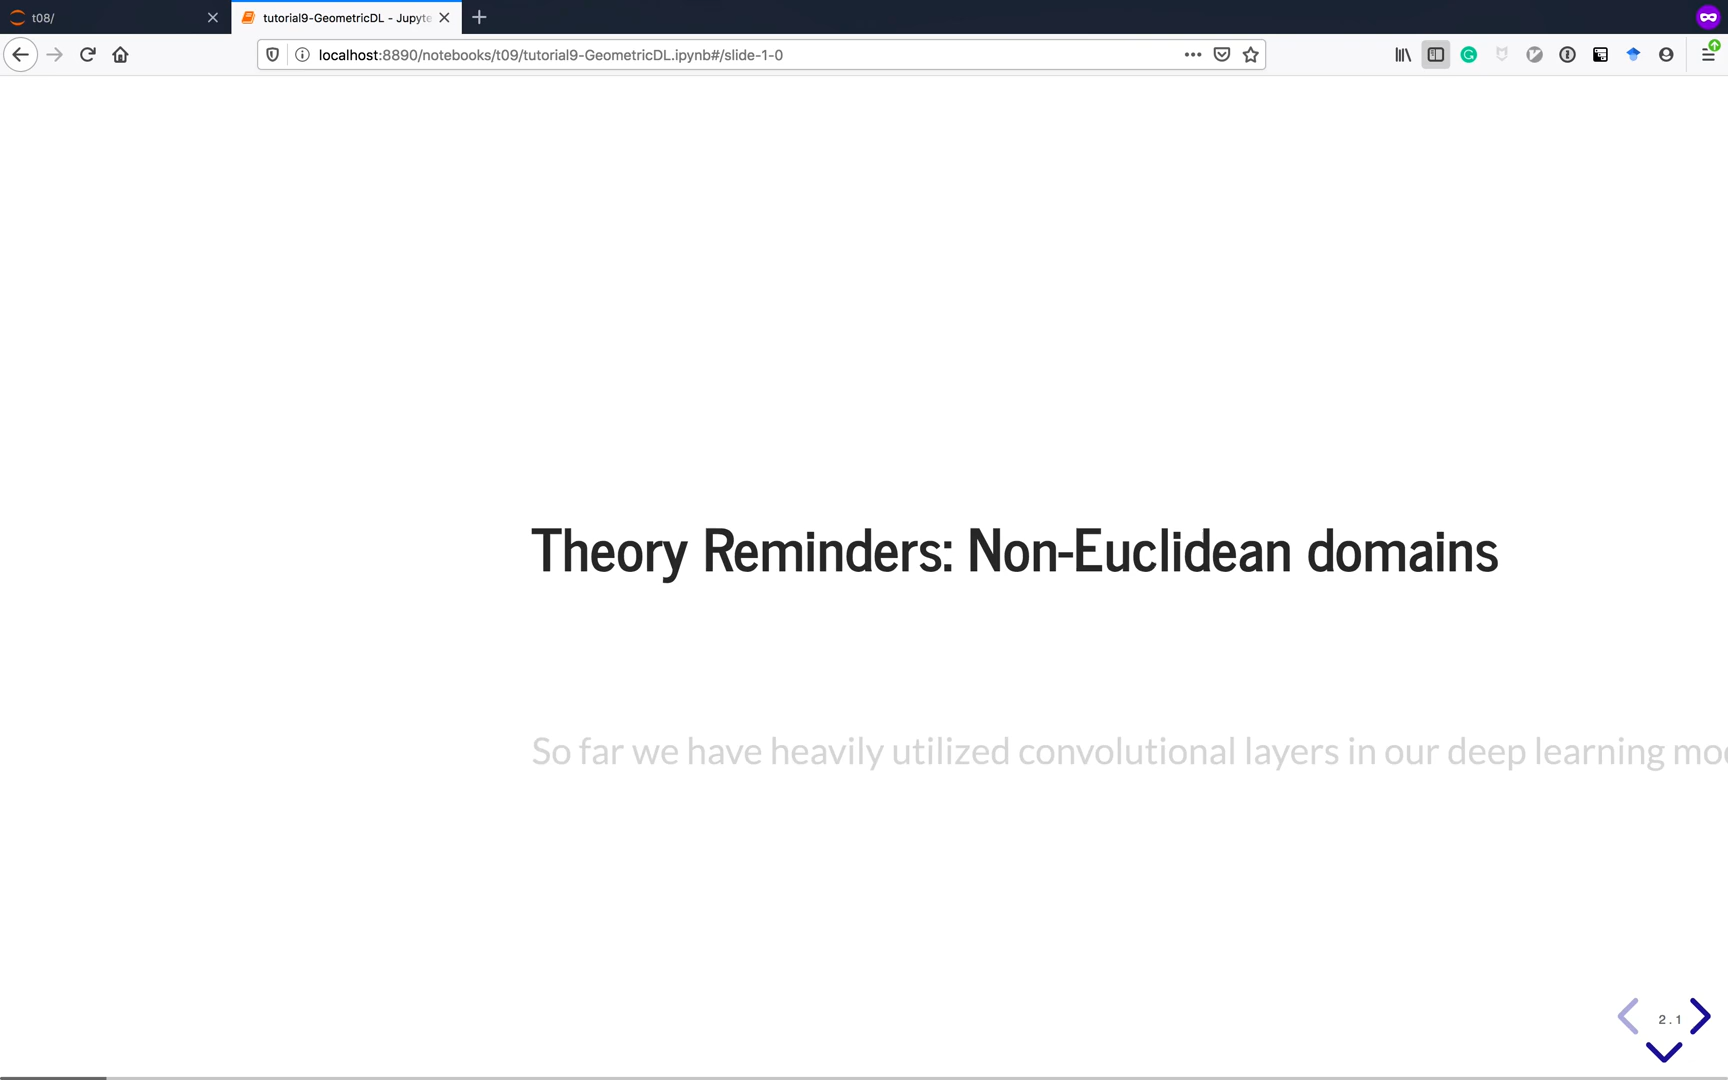 t08/
tutorial9-GeometricDL - Jupyte
localhost:8890/notebooks/t09/tutorial9-GeometricDL.ipynb#/slide-1-0
Theory Reminders: Non-Euclidean domains
So far we have heavily utilized convolutional layers in our deep learning
2.1